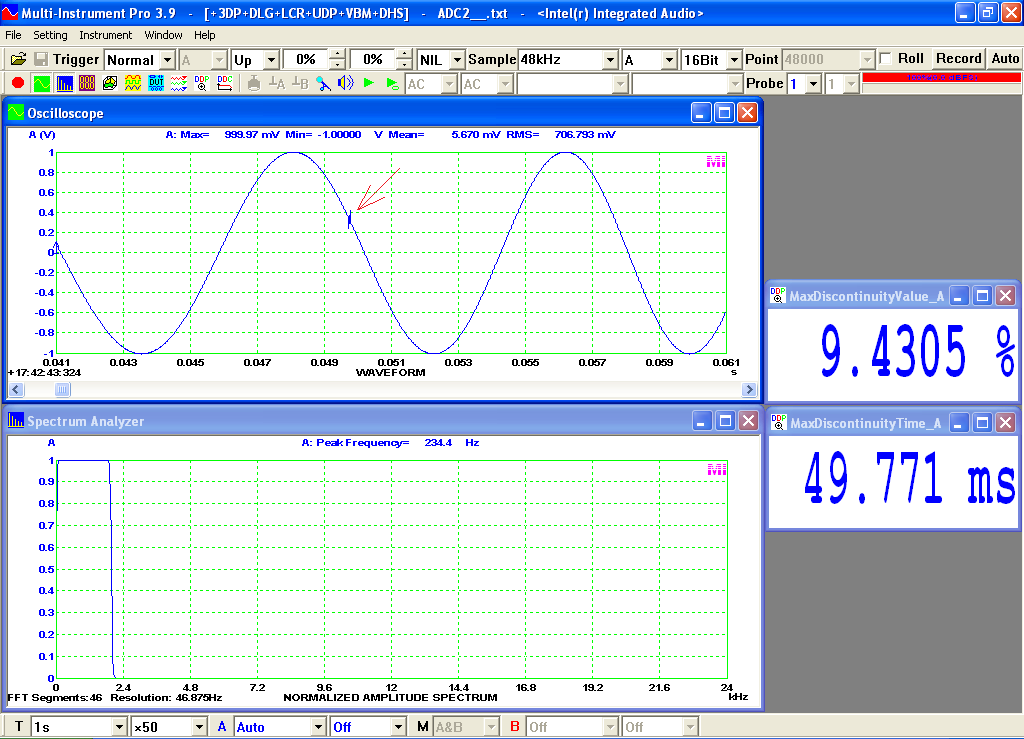 Multi-Instrument Pro 3.9 - [+3DP+DLG+LCR+UDP+VBM+DHS] - ADC2__.txt - <Intel(r) Integrated Audio>
File Setting Instrument Window Help
Trigger Normal A Up 0% 0% NIL Sample 48kHz A 16Bit Point 48000 Roll Record Auto
DUT DDP DDC A B AC AC Probe 1 1
Oscilloscope
A (V) A: Max= 999.97 mV Min= -1.00000 V Mean= 5.670 mV RMS= 706.793 mV
MI
1
0.8
0.6
0.4
0.2
0
-0.2
-0.4
-0.6
-0.8
-1
0.041 0.043 0.045 0.047 0.049 0.051 0.053 0.055 0.057 0.059 0.061
+17:42:43:324 WAVEFORM s
DDP MaxDiscontinuityValue_A
9.4305 %
DDP MaxDiscontinuityTime_A
49.771 ms
Spectrum Analyzer
A A: Peak Frequency= 234.4 Hz
MI
1
0.9
0.8
0.7
0.6
0.5
0.4
0.3
0.2
0.1
0
0 2.4 4.8 7.2 9.6 12 14.4 16.8 19.2 21.6 24
FFT Segments:46 Resolution: 46.875Hz NORMALIZED AMPLITUDE SPECTRUM kHz
T 1s ×50 A Auto Off M A&B B Off Off